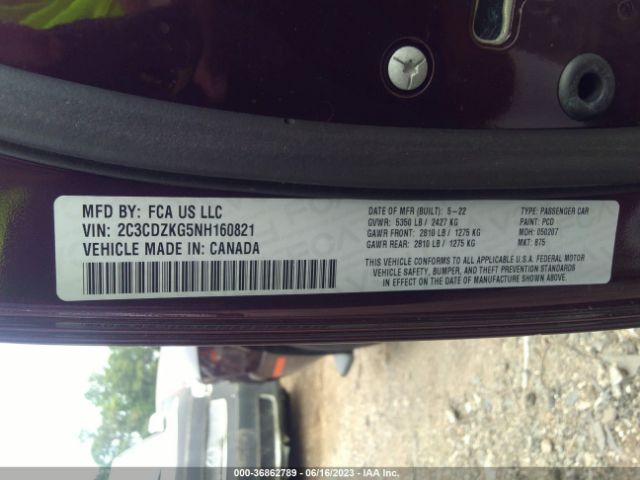 MFD BY: FCA US LLC
VIN: 2C3CDZKG5NH160821
VEHICLE MADE IN: CANADA
DATE OF MFR (BUILT): 5-22
GVWR: 5350 LB / 2427 KG
GAWR FRONT: 2810 LB / 1275 KG
GAWR REAR: 2810 LB / 1275 KG
TYPE: PASSENGER CAR
PAINT: PCD
MDH: 050207
MKT: 875
THIS VEHICLE CONFORMS TO ALL APPLICABLE U.S.A. FEDERAL MOTOR
VEHICLE SAFETY, BUMPER, AND THEFT PREVENTION STANDARDS
IN EFFECT ON THE DATE OF MANUFACTURE SHOWN ABOVE.
000-36862789 - 06/16/2023 - IAA Inc.